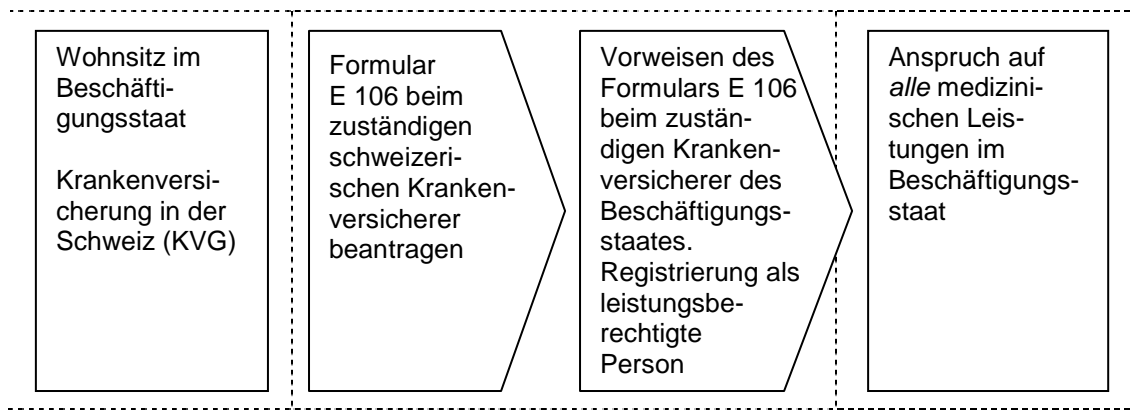 Wohnsitz im
Beschäfti-
gungsstaat
Krankenversi-
cherung in der
Schweiz (KVG)
Formular
E 106 beim
zuständigen
schweizeri-
schen Kranken-
versicherer
beantragen
Vorweisen des
Formulars E 106
beim zustän-
digen Kranken-
versicherer des
Beschäftigungs-
staates.
Registrierung als
leistungsbe-
rechtigte
Person
Anspruch auf
alle medizini-
schen Leis-
tungen im
Beschäftigungs-
staat